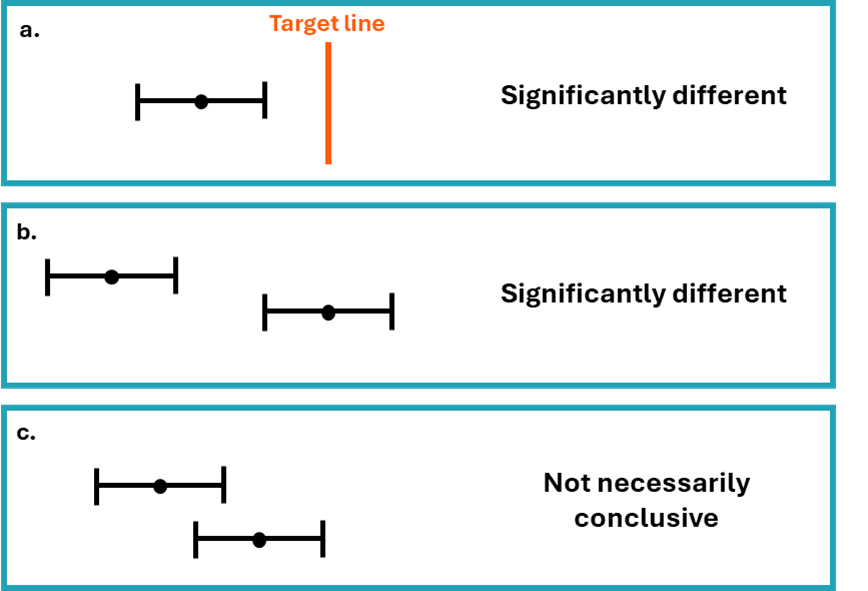 a.
Target line
Significantly different
b.
Significantly different
c.
Not necessarily
conclusive